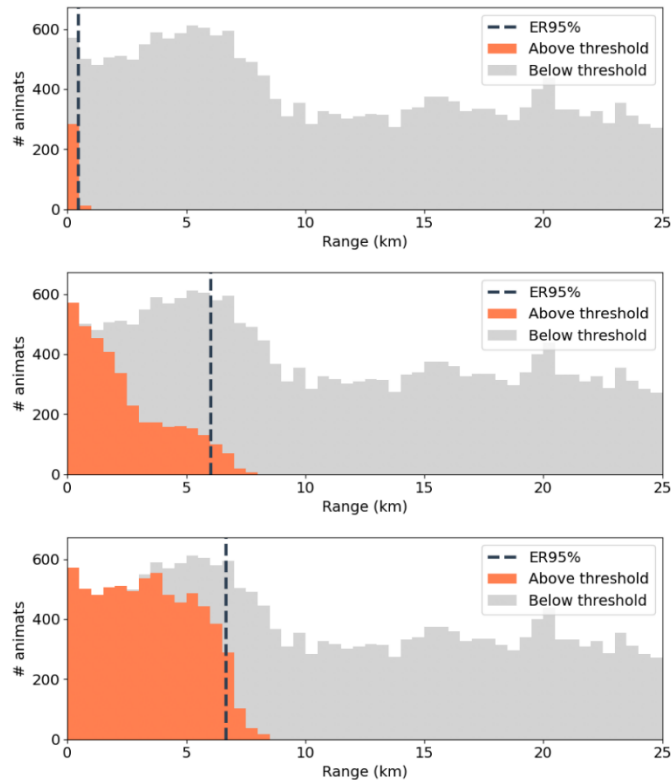 600
400
200
0
# animats
ER95%
Above threshold
Below threshold
0 5 10 15 20 25
Range (km)
600
400
200
0
# animats
ER95%
Above threshold
Below threshold
0 5 10 15 20 25
Range (km)
600
400
200
0
# animats
ER95%
Above threshold
Below threshold
0 5 10 15 20 25
Range (km)